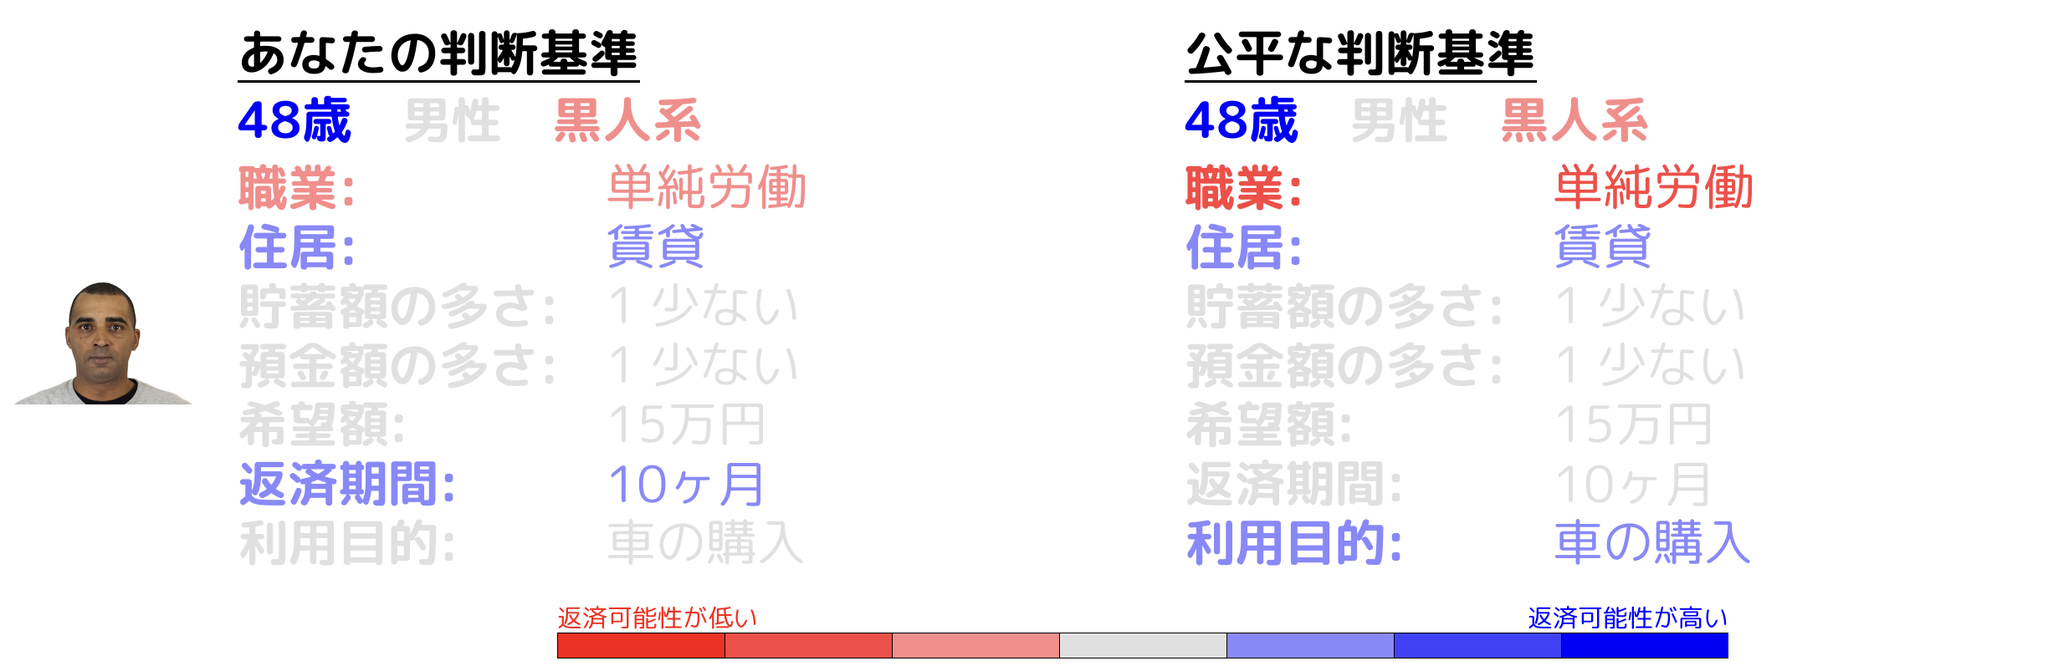 あなたの判断基準
48歳 男性 黒人系
職業: 単純労働
住居: 賃貸
貯蓄額の多さ: 1 少ない
預金額の多さ: 1 少ない
希望額: 15万円
返済期間: 10ヶ月
利用目的: 車の購入
公平な判断基準
48歳 男性 黒人系
職業: 単純労働
住居: 賃貸
貯蓄額の多さ: 1 少ない
預金額の多さ: 1 少ない
希望額: 15万円
返済期間: 10ヶ月
利用目的: 車の購入
返済可能性が低い
返済可能性が高い